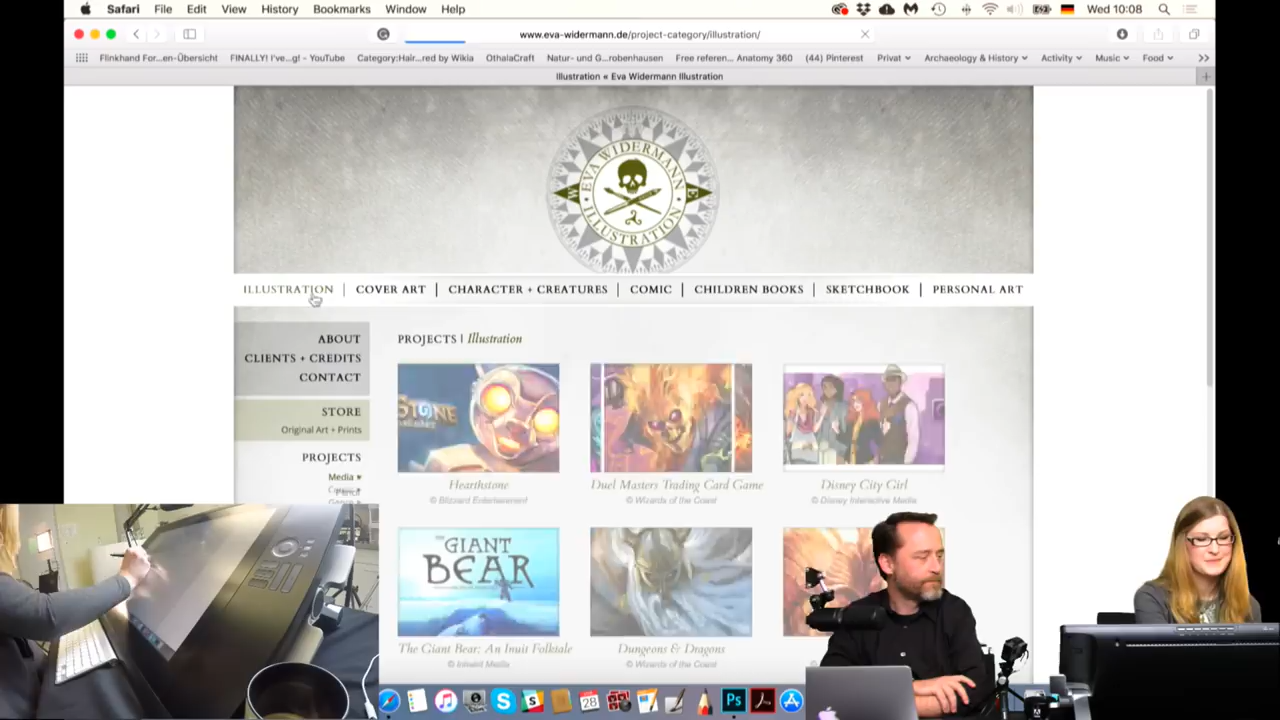 Safari File Edit View History Bookmarks Window Help Wed 10:08
www.eva-widermann.de/project-category/illustration/
Flinkhand For...en-Übersicht FINALLY! I've...g! - YouTube Category:Hair...red by Wikia OthalaCraft Natur- und G...robenhausen Free referen... Anatomy 360 (44) Pinterest Privat Archaeology & History Activity Music Food
Illustration « Eva Widermann Illustration
EVA WIDERMANN
W E
ILLUSTRATION
ILLUSTRATION | COVER ART | CHARACTER + CREATURES | COMIC | CHILDREN BOOKS | SKETCHBOOK | PERSONAL ART
ABOUT
CLIENTS + CREDITS
CONTACT
STORE
Original Art + Prints
PROJECTS
Media
PROJECTS | Illustration
STONE
Hearthstone Duel Masters Trading Card Game Disney City Girl
© Blizzard Entertainment © Wizards of the Coast © Disney Interactive Media
THE
GIANT
BEAR
The Giant Bear: An Inuit Folktale Dungeons & Dragons
© Inhabit Media © Wizards of the Coast
28
Ps